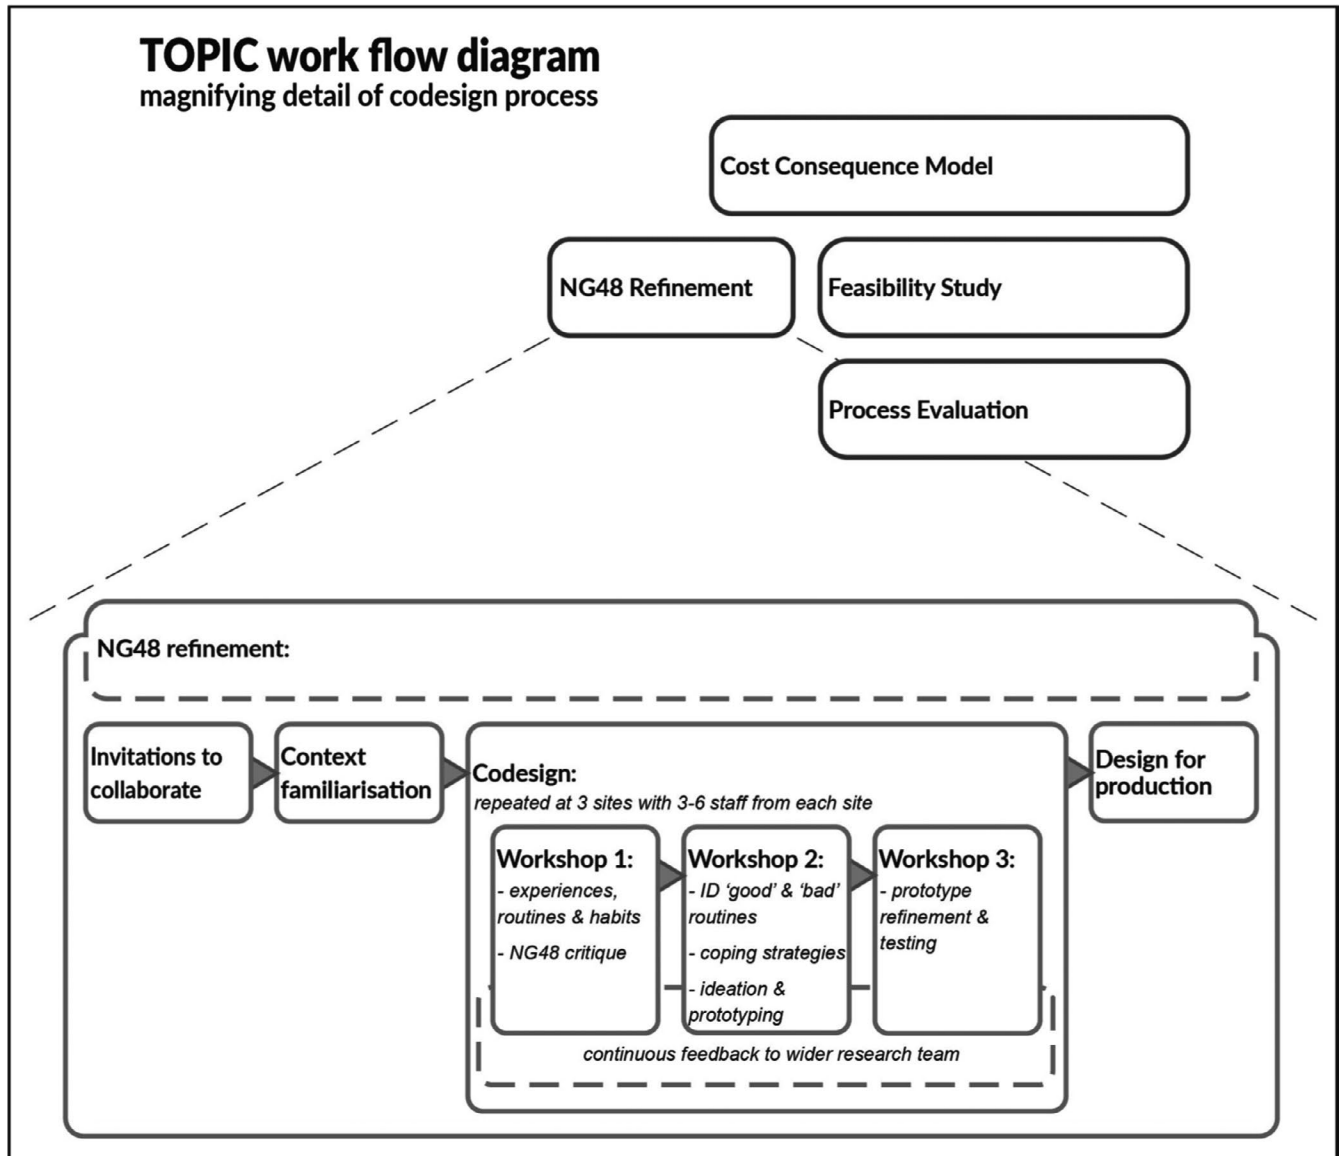 TOPIC work flow diagram
magnifying detail of codesign process
Cost Consequence Model
NG48 Refinement
Feasibility Study
Process Evaluation
NG48 refinement:
Invitations to
collaborate
Context
familiarisation
Codesign:
repeated at 3 sites with 3-6 staff from each site
Workshop 1:
- experiences,
routines & habits
- NG48 critique
Workshop 2:
- ID ‘good’ & ‘bad’
routines
- coping strategies
- ideation &
prototyping
Workshop 3:
- prototype
refinement &
testing
continuous feedback to wider research team
Design for
production